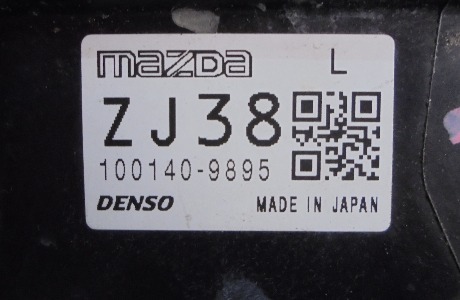 mazda L
ZJ38
100140-9895
DENSO MADE IN JAPAN